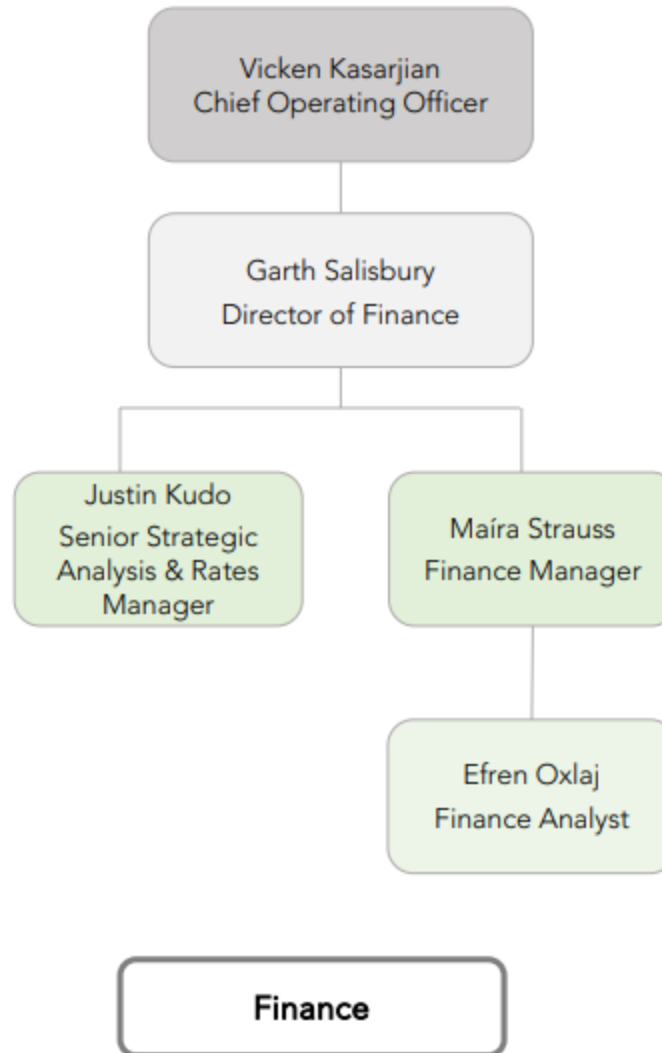 Vicken Kasarjian
Chief Operating Officer
Garth Salisbury
Director of Finance
Justin Kudo
Senior Strategic
Analysis & Rates
Manager
Maíra Strauss
Finance Manager
Efren Oxlaj
Finance Analyst
Finance